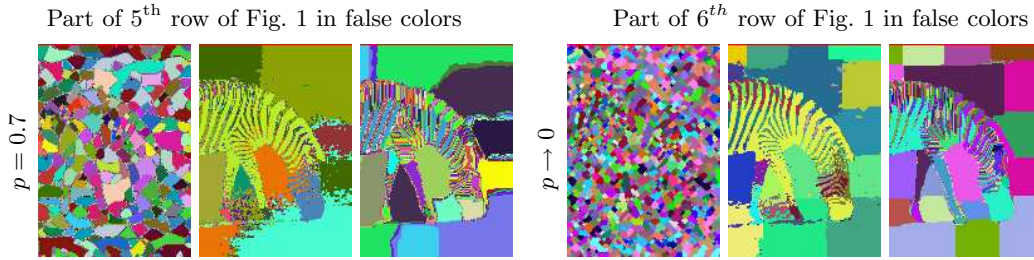 Part of 5th row of Fig. 1 in false colors
Part of 6th row of Fig. 1 in false colors
p = 0.7
p → 0